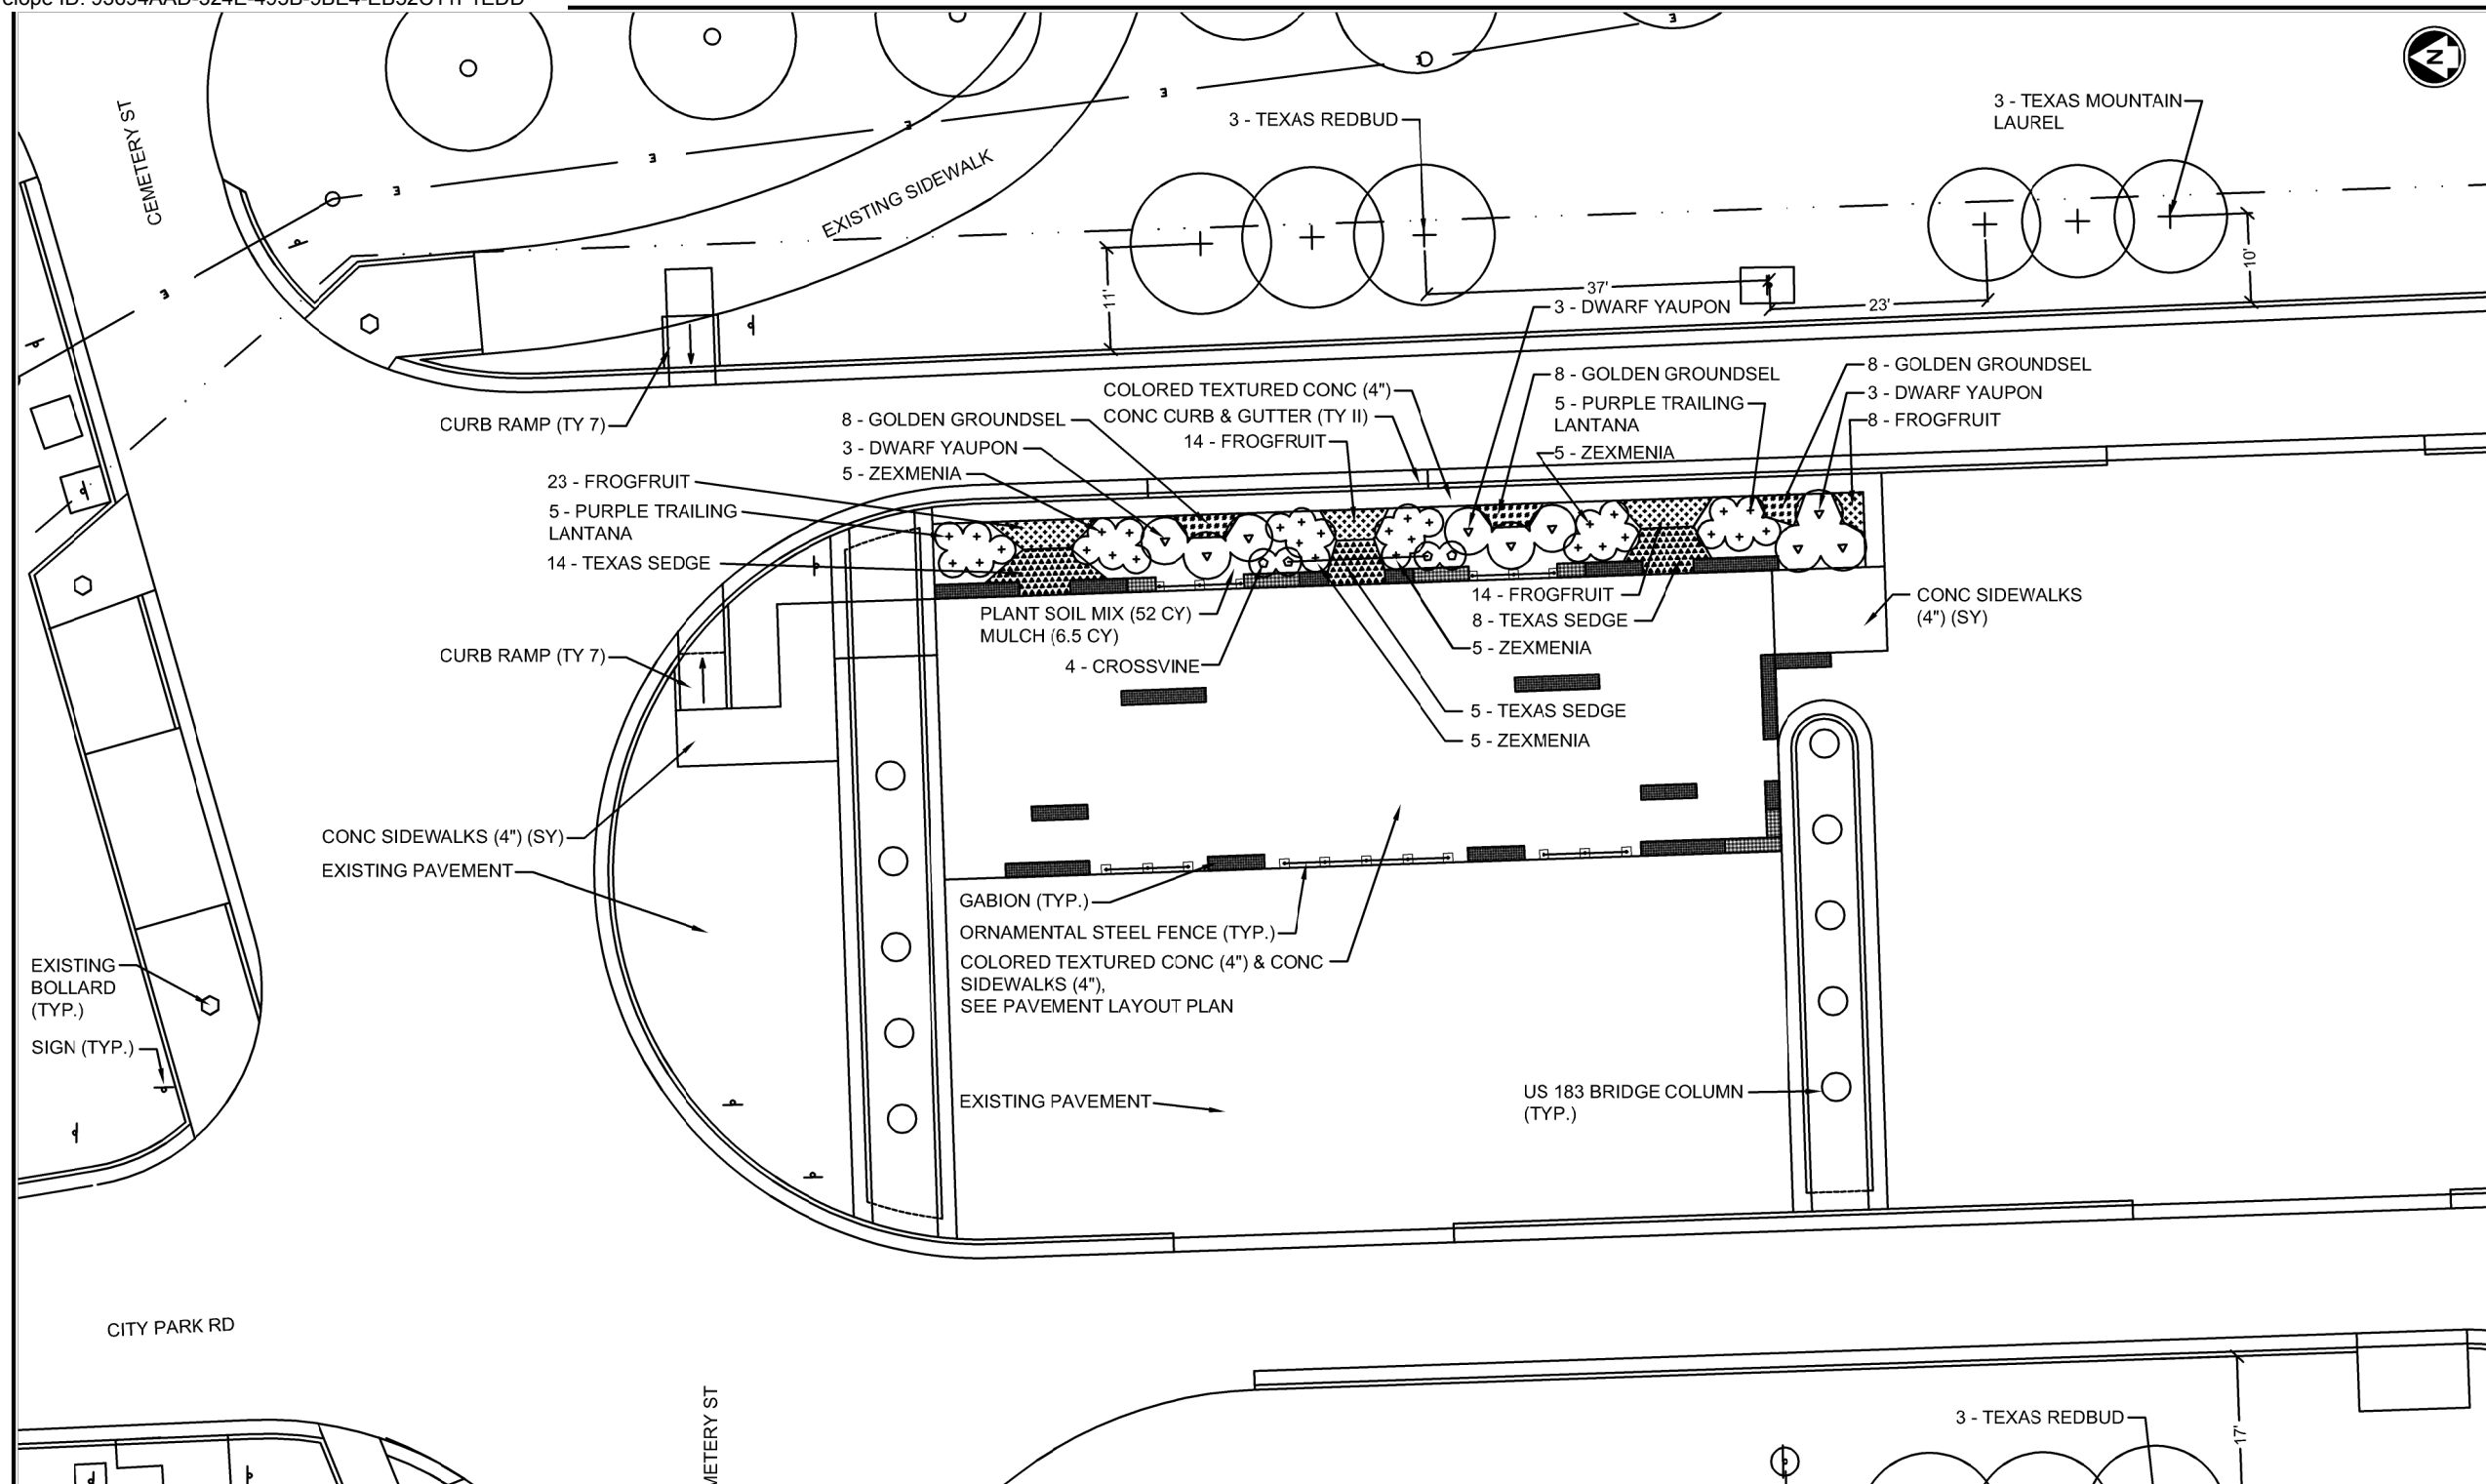 CEMETERY ST
EXISTING SIDEWALK
3 - TEXAS REDBUD
3 - TEXAS MOUNTAIN
LAUREL
N
11'
37'
23'
10'
3 - DWARF YAUPON
CURB RAMP (TY 7)
COLORED TEXTURED CONC (4")
CONC CURB & GUTTER (TY II)
14 - FROGFRUIT
8 - GOLDEN GROUNDSEL
3 - DWARF YAUPON
5 - ZEXMENIA
23 - FROGFRUIT
5 - PURPLE TRAILING
LANTANA
14 - TEXAS SEDGE
8 - GOLDEN GROUNDSEL
5 - PURPLE TRAILING
LANTANA
5 - ZEXMENIA
8 - GOLDEN GROUNDSEL
3 - DWARF YAUPON
8 - FROGFRUIT
PLANT SOIL MIX (52 CY)
MULCH (6.5 CY)
4 - CROSSVINE
14 - FROGFRUIT
8 - TEXAS SEDGE
5 - ZEXMENIA
5 - TEXAS SEDGE
5 - ZEXMENIA
CONC SIDEWALKS
(4") (SY)
CURB RAMP (TY 7)
CONC SIDEWALKS (4") (SY)
EXISTING PAVEMENT
GABION (TYP.)
ORNAMENTAL STEEL FENCE (TYP.)
COLORED TEXTURED CONC (4") & CONC
SIDEWALKS (4"),
SEE PAVEMENT LAYOUT PLAN
EXISTING
BOLLARD
(TYP.)
SIGN (TYP.)
EXISTING PAVEMENT
US 183 BRIDGE COLUMN
(TYP.)
CITY PARK RD
METERY ST
3 - TEXAS REDBUD
17'